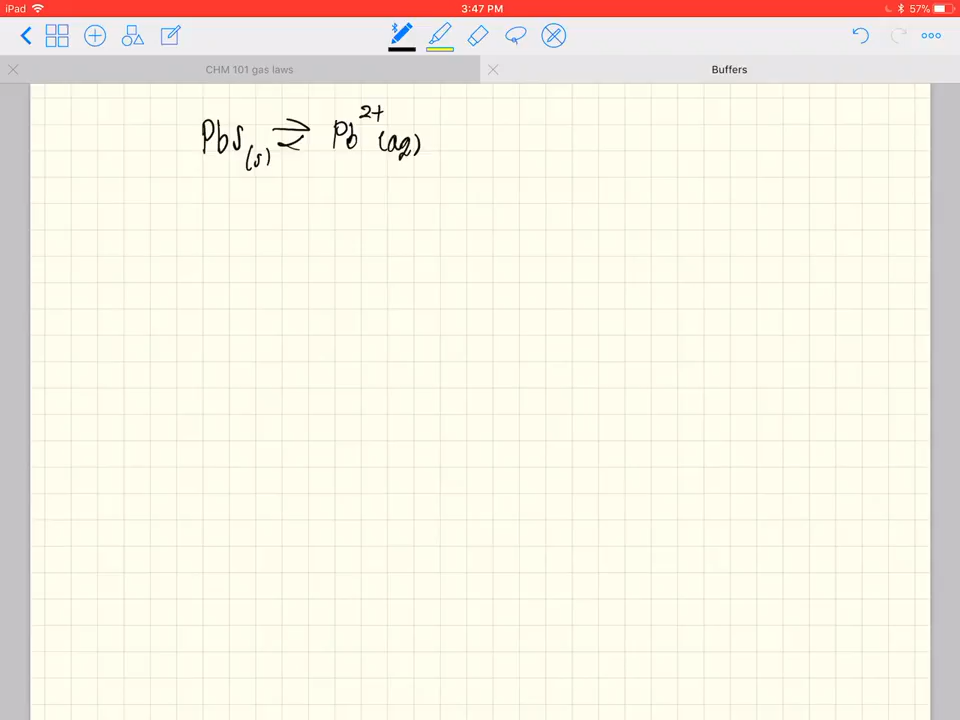 iPad 3:47 PM 57%
CHM 101 gas laws Buffers
PbS(s) ⇌ Pb²⁺(aq)